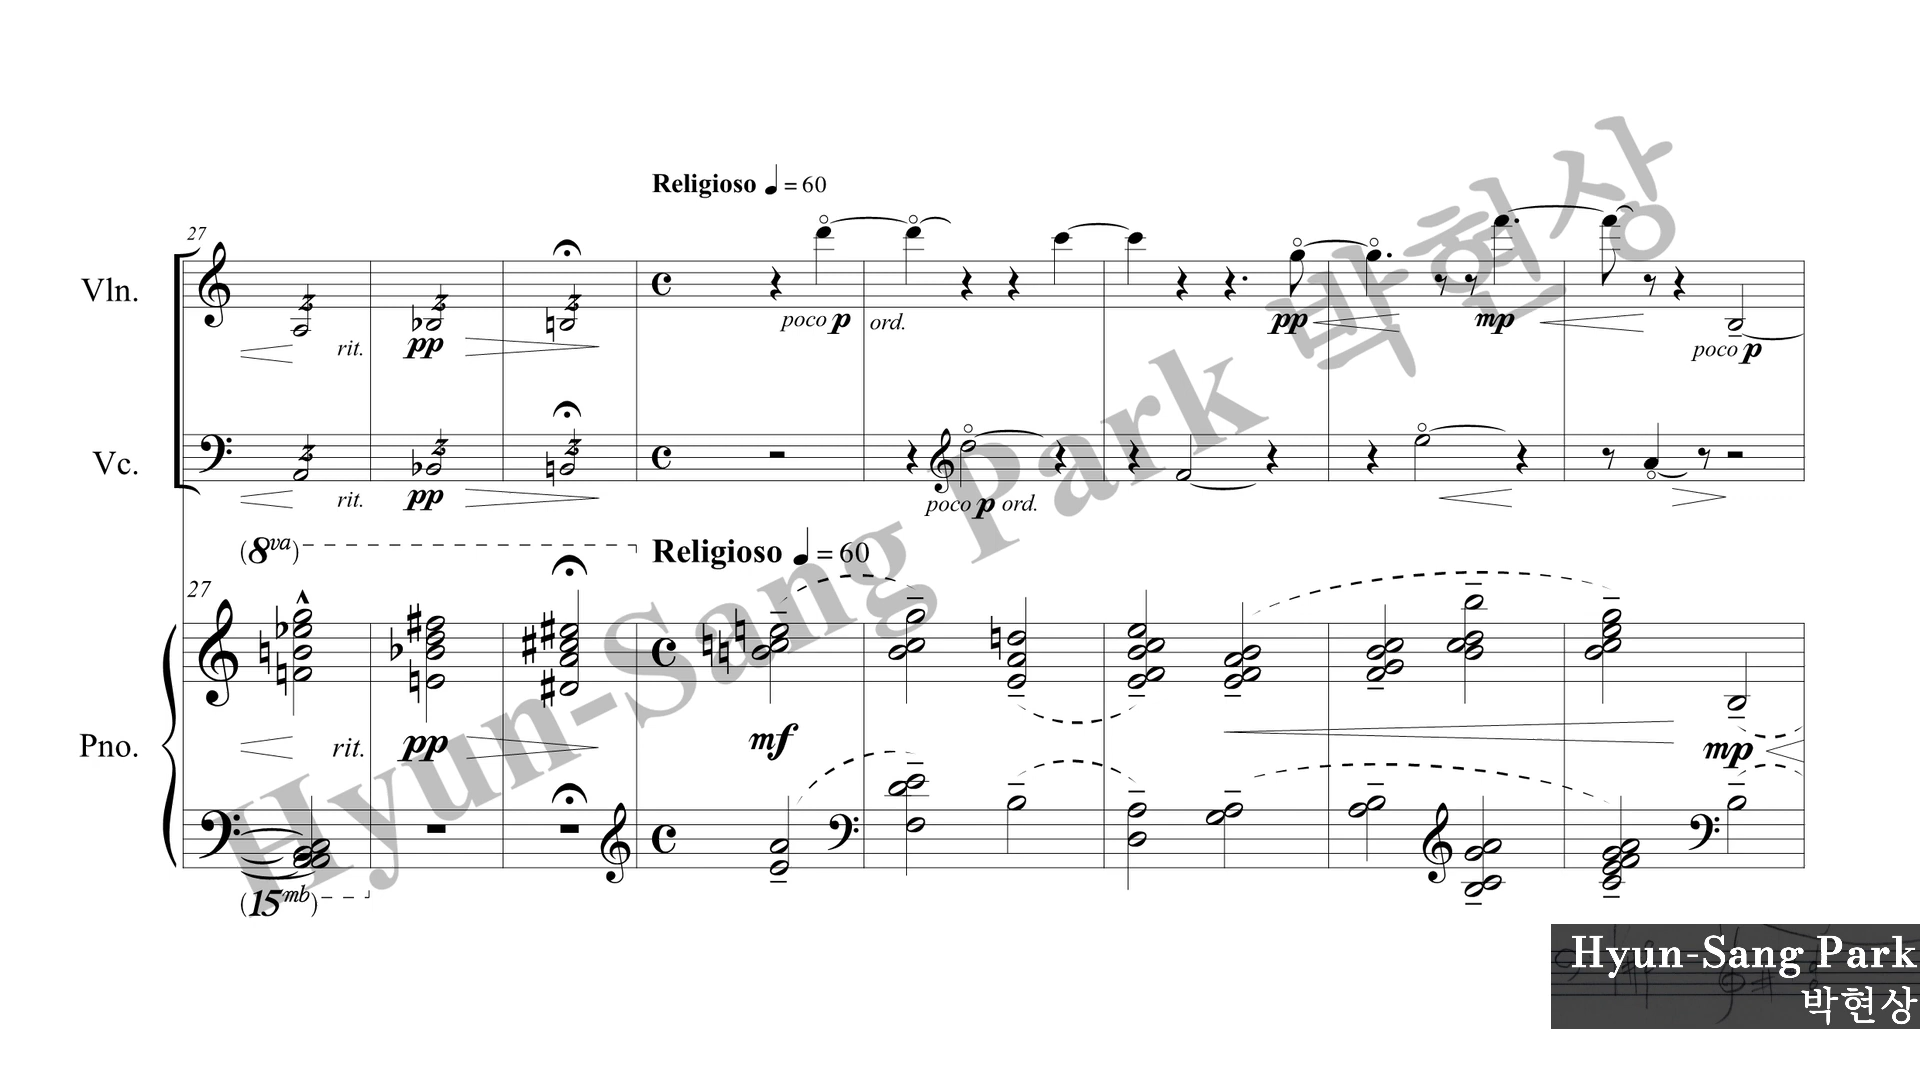 Religioso ♩ = 60
27
Vln.
poco p ord.
pp
mp
rit.
pp
poco p
Vc.
rit.
pp
poco p ord.
(8va)
Religioso ♩ = 60
27
Pno.
rit.
pp
mf
mp
(15mb)
Hyun-Sang Park 박현상
Hyun-Sang Park
박현상